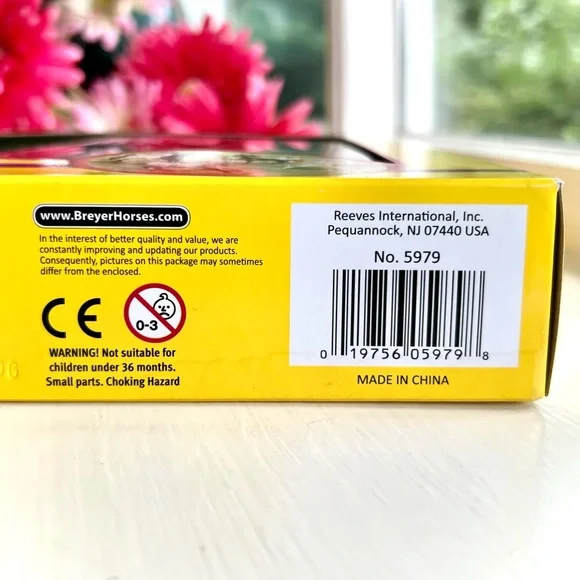 www.BreyerHorses.com
In the interest of better quality and value, we are
constantly improving and updating our products.
Consequently, pictures on this package may sometimes
differ from the enclosed.
CE
0-3
WARNING! Not suitable for
children under 36 months.
Small parts. Choking Hazard
Reeves International, Inc.
Pequannock, NJ 07440 USA
No. 5979
0 19756 05979 8
MADE IN CHINA